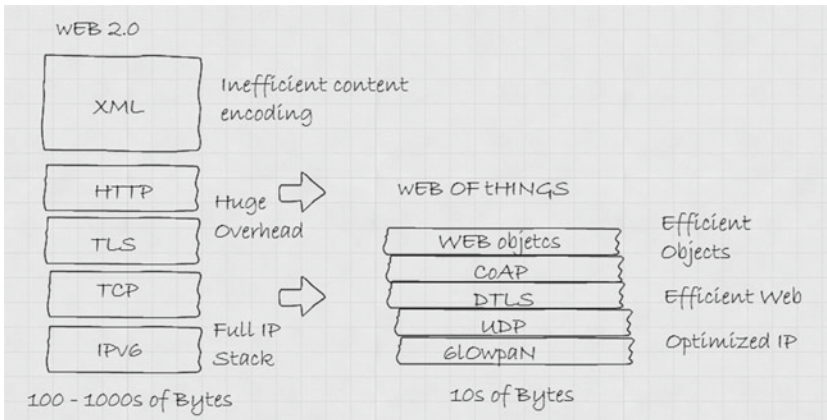 WEB 2.0
XML
Inefficient content
encoding
HTTP
TLS
Huge
Overhead
TCP
IPV6
Full IP
Stack
100 - 1000s of Bytes
WEB OF tHINGS
WEB objetcs
CoAP
DTLS
UDP
6lOwpaN
10s of Bytes
Efficient
Objects
Efficient Web
Optimized IP